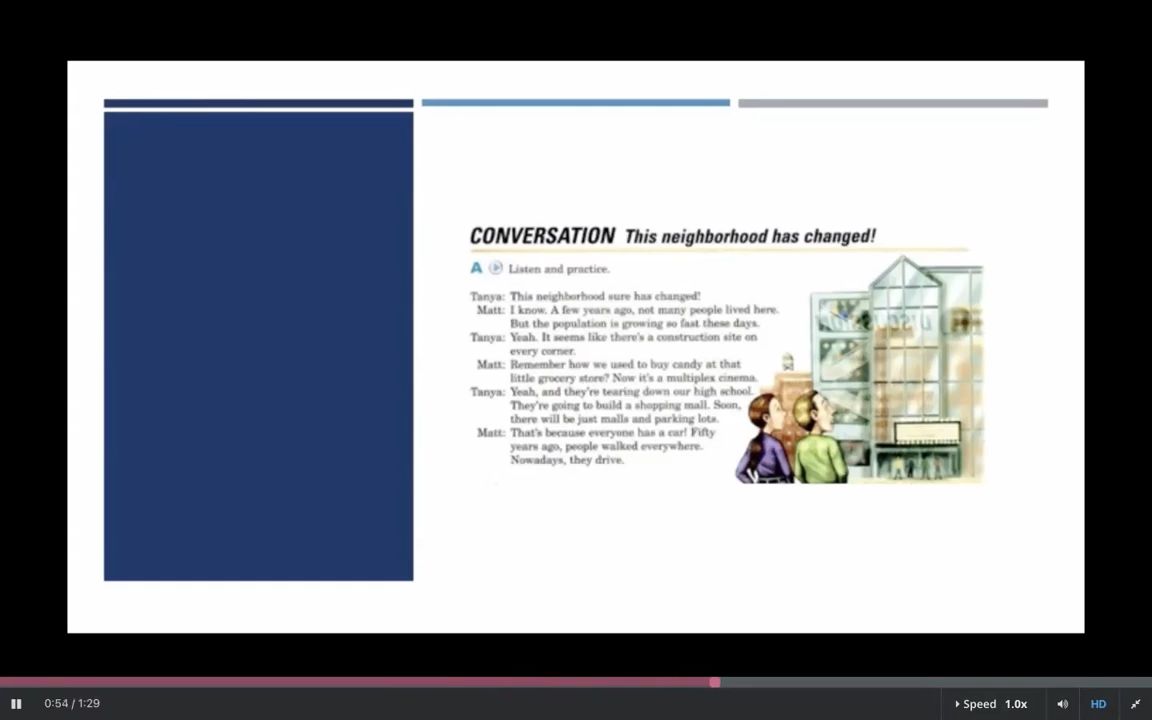 CONVERSATION This neighborhood has changed!
A Listen and practice.
Tanya: This neighborhood sure has changed!
Matt: I know. A few years ago, not many people lived here.
But the population is growing so fast these days.
Tanya: Yeah. It seems like there's a construction site on
every corner.
Matt: Remember how we used to buy candy at that
little grocery store? Now it's a multiplex cinema.
Tanya: Yeah, and they're tearing down our high school.
They're going to build a shopping mall. Soon,
there will be just malls and parking lots.
Matt: That's because everyone has a car! Fifty
years ago, people walked everywhere.
Nowadays, they drive.
0:54 / 1:29
Speed 1.0x
HD